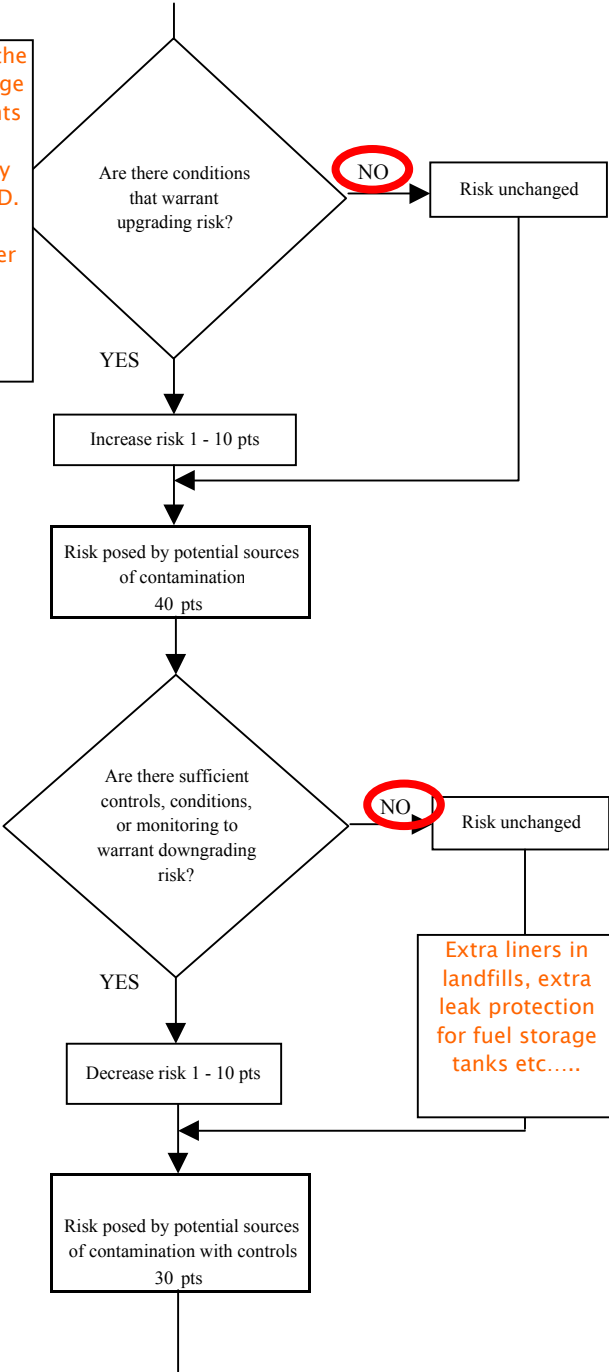 the
ge
ts
y
D.
er
Are there conditions
that warrant
upgrading risk?
NO
Risk unchanged
YES
Increase risk 1 - 10 pts
Risk posed by potential sources
of contamination
40 pts
Are there sufficient
controls, conditions,
or monitoring to
warrant downgrading
risk?
NO
Risk unchanged
YES
Extra liners in
landfills, extra
leak protection
for fuel storage
tanks etc…..
Decrease risk 1 - 10 pts
Risk posed by potential sources
of contamination with controls
30 pts